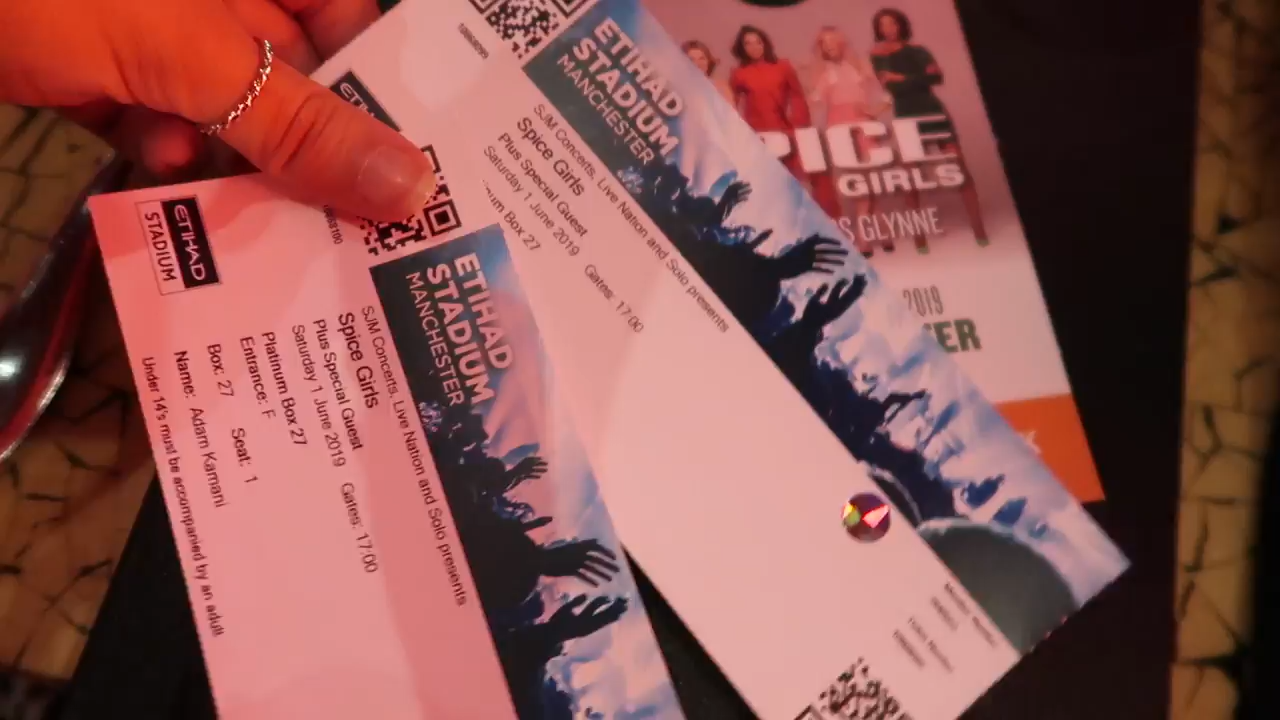 ETIHAD
STADIUM
SJM Concerts, Live Nation and Solo presents
Spice Girls
Plus Special Guest
Saturday 1 June 2019 Gates: 17:00
Platinum Box 27
Entrance: F
Box: 27 Seat: 1
Name: Adam Kamani
Under 14's must be accompanied by an adult
ETIHAD
STADIUM
MANCHESTER
SJM Concerts, Live Nation and Solo presents
Spice Girls
Plus Special Guest
Saturday 1 June 2019 Gates: 17:00
Box 27
ETIHAD
STADIUM
MANCHESTER
PICE
GIRLS
S GLYNNE
2019
TER